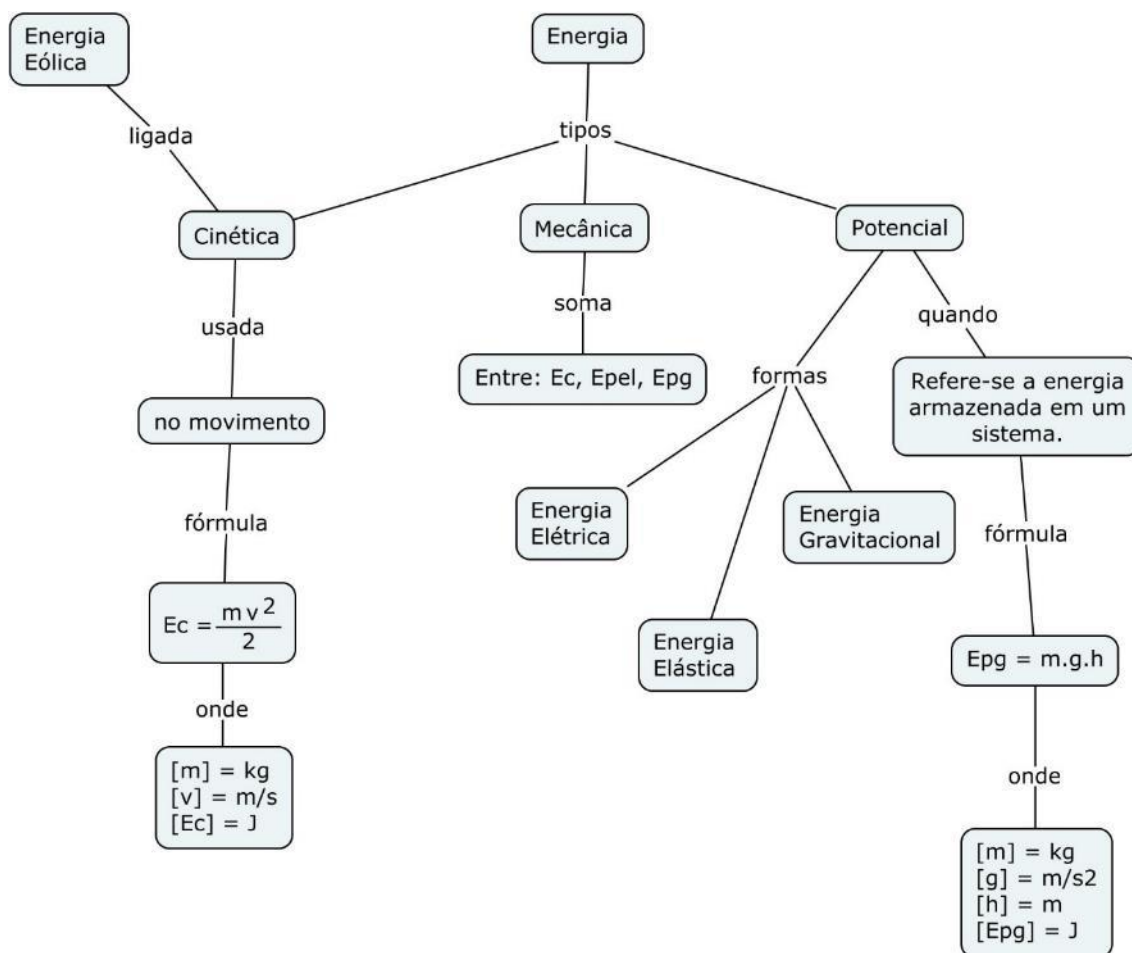 Energia
Eólica
Energia
ligada
tipos
Cinética
Mecânica
Potencial
usada
soma
quando
no movimento
Entre: Ec, Epel, Epg
formas
Refere-se a energia
armazenada em um
sistema.
fórmula
Energia
Elétrica
Energia
Gravitacional
fórmula
Ec = m v² / 2
Energia
Elástica
Epg = m.g.h
onde
[m] = kg
[v] = m/s
[Ec] = J
onde
[m] = kg
[g] = m/s2
[h] = m
[Epg] = J